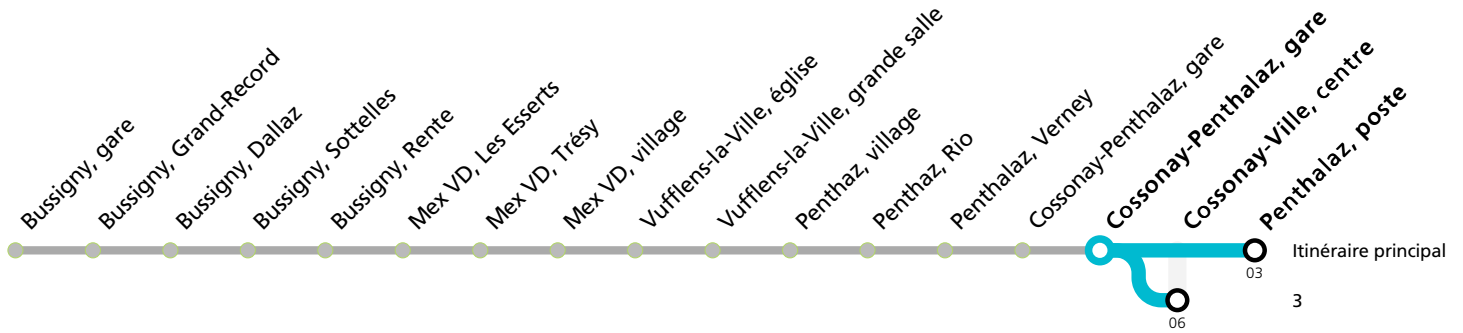 Bussigny, gare
Bussigny, Grand-Record
Bussigny, Dallaz
Bussigny, Sottelles
Bussigny, Rente
Mex VD, Les Esserts
Mex VD, Trésy
Mex VD, village
Vufflens-la-Ville, église
Vufflens-la-Ville, grande salle
Penthaz, village
Penthaz, Rio
Penthalaz, Verney
Cossonay-Penthalaz, gare
Cossonay-Penthalaz, gare
Cossonay-Ville, centre
Penthalaz, poste
Itinéraire principal
03
3
06